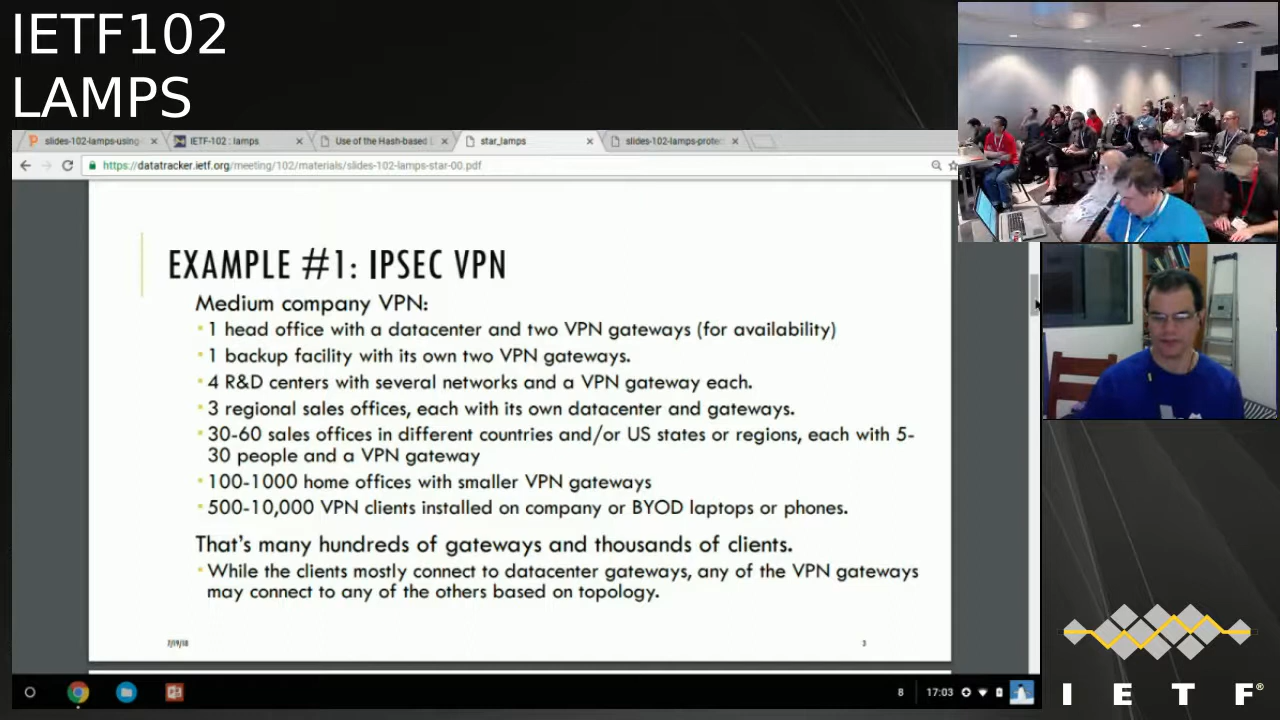 IETF102
LAMPS
slides-102-lamps-using
IETF-102 : lamps
Use of the Hash-based
star_lamps
slides-102-lamps-prote
https://datatracker.ietf.org/meeting/102/materials/slides-102-lamps-star-00.pdf
EXAMPLE #1: IPSEC VPN
Medium company VPN:
1 head office with a datacenter and two VPN gateways (for availability)
1 backup facility with its own two VPN gateways.
4 R&D centers with several networks and a VPN gateway each.
3 regional sales offices, each with its own datacenter and gateways.
30-60 sales offices in different countries and/or US states or regions, each with 5-
30 people and a VPN gateway
100-1000 home offices with smaller VPN gateways
500-10,000 VPN clients installed on company or BYOD laptops or phones.
That's many hundreds of gateways and thousands of clients.
While the clients mostly connect to datacenter gateways, any of the VPN gateways
may connect to any of the others based on topology.
7/19/18
3
8
17:03
I E T F®